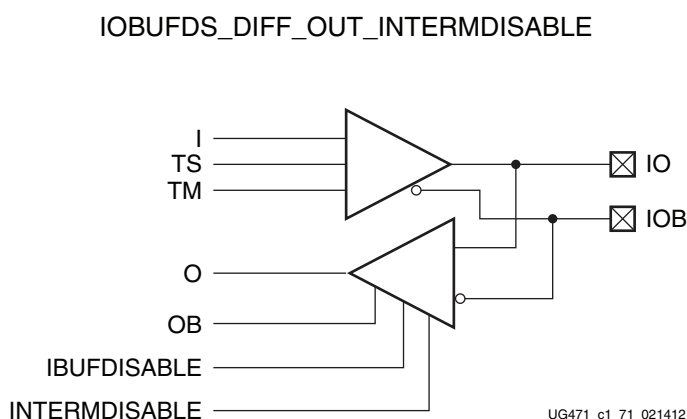 IOBUFDS_DIFF_OUT_INTERMDISABLE
I
TS
TM
IO
IOB
O
OB
IBUFDISABLE
INTERMDISABLE
UG471_c1_71_021412